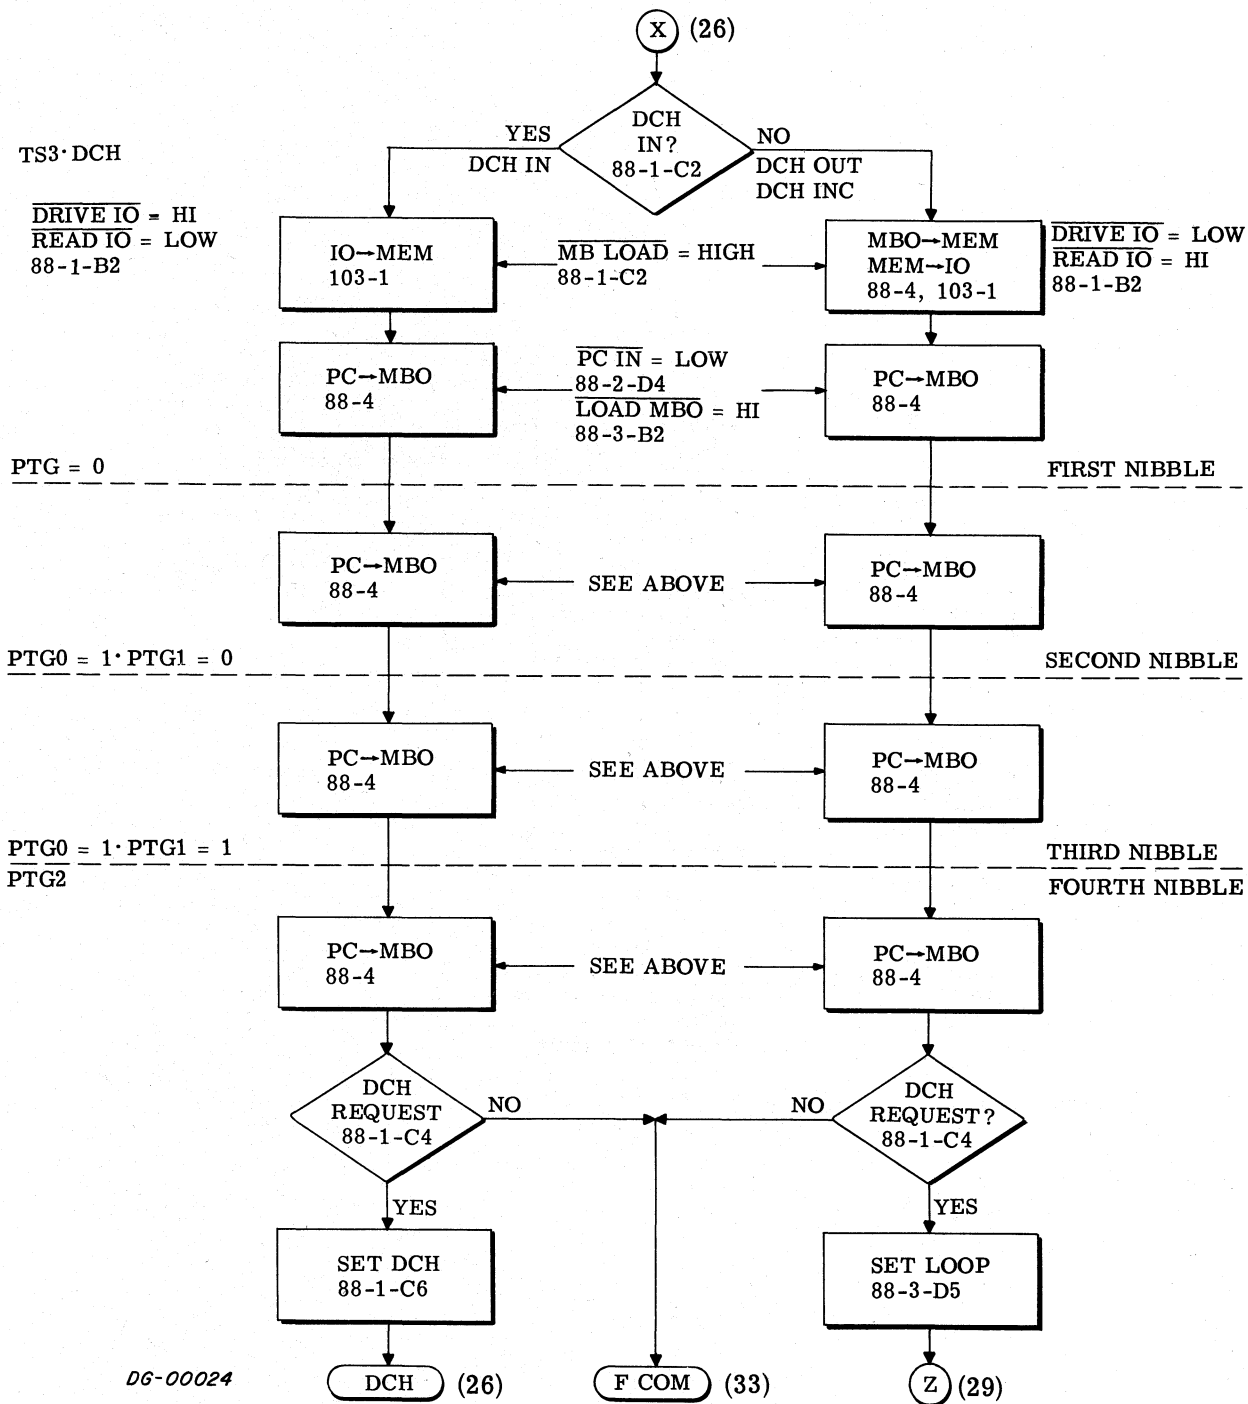 X (26)
DCH
IN?
88-1-C2
YES
DCH IN
NO
DCH OUT
DCH INC
TS3·DCH
DRIVE IO = HI
READ IO = LOW
88-1-B2
IO→MEM
103-1
MB LOAD = HIGH
88-1-C2
MBO→MEM
MEM→IO
88-4, 103-1
DRIVE IO = LOW
READ IO = HI
88-1-B2
PC→MBO
88-4
PC IN = LOW
88-2-D4
LOAD MBO = HI
88-3-B2
PC→MBO
88-4
PTG = 0
FIRST NIBBLE
PC→MBO
88-4
SEE ABOVE
PC→MBO
88-4
PTG0 = 1·PTG1 = 0
SECOND NIBBLE
PC→MBO
88-4
SEE ABOVE
PC→MBO
88-4
PTG0 = 1·PTG1 = 1
THIRD NIBBLE
PTG2
FOURTH NIBBLE
PC→MBO
88-4
SEE ABOVE
PC→MBO
88-4
DCH
REQUEST
88-1-C4
NO
NO
DCH
REQUEST?
88-1-C4
YES
YES
SET DCH
88-1-C6
SET LOOP
88-3-D5
DG-00024
DCH (26)
F COM (33)
Z (29)